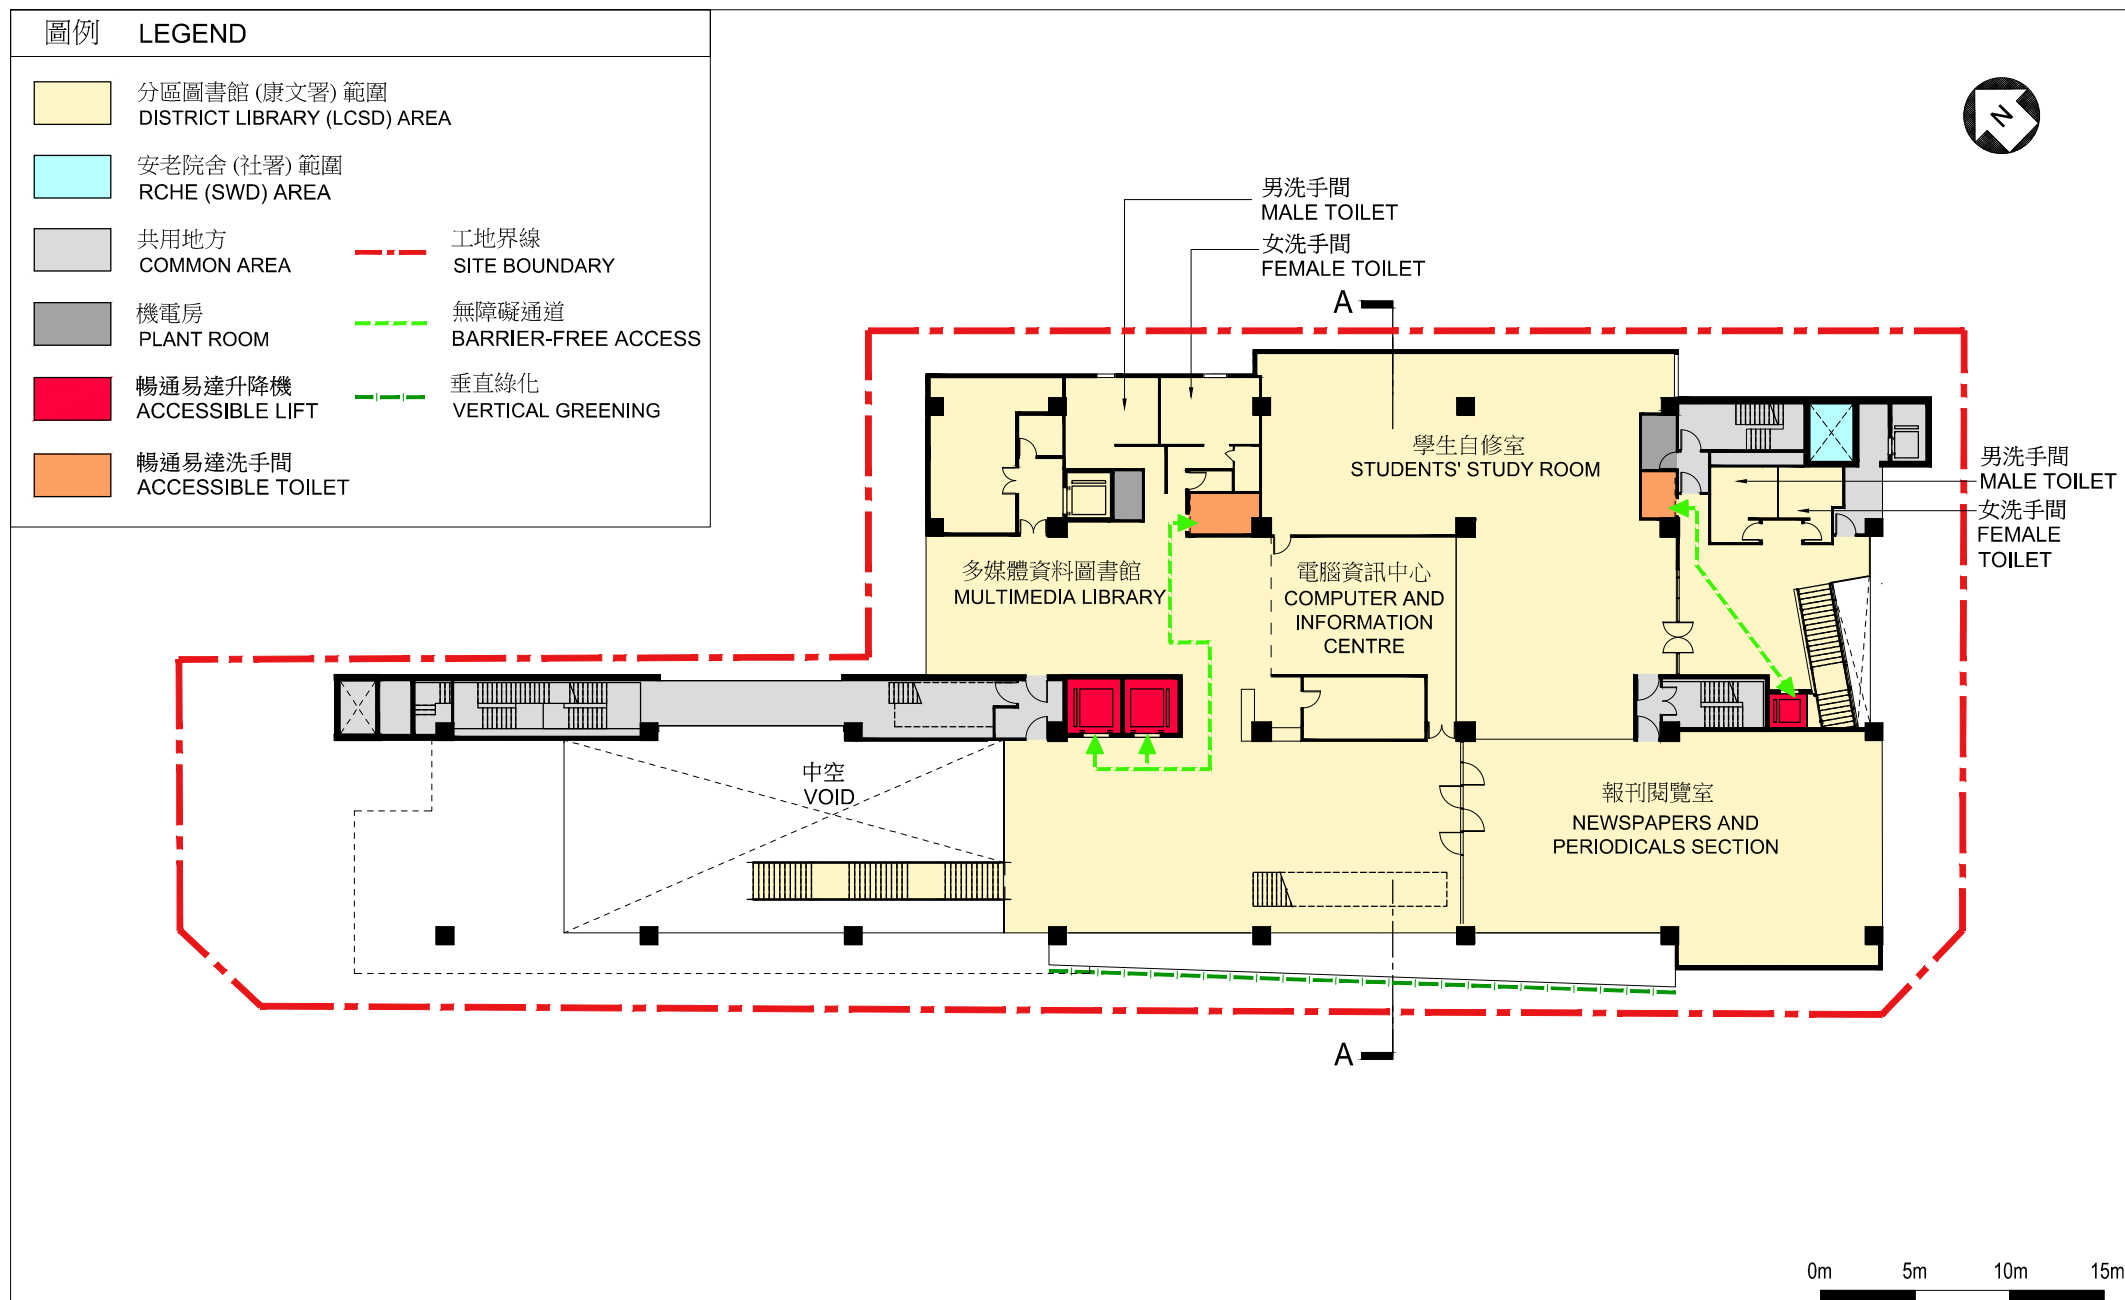 圖例 LEGEND
分區圖書館 (康文署) 範圍
DISTRICT LIBRARY (LCSD) AREA
安老院舍 (社署) 範圍
RCHE (SWD) AREA
共用地方
COMMON AREA
機電房
PLANT ROOM
暢通易達升降機
ACCESSIBLE LIFT
暢通易達洗手間
ACCESSIBLE TOILET
工地界線
SITE BOUNDARY
無障礙通道
BARRIER-FREE ACCESS
垂直綠化
VERTICAL GREENING
N
男洗手間
MALE TOILET
女洗手間
FEMALE TOILET
A
學生自修室
STUDENTS' STUDY ROOM
男洗手間
MALE TOILET
女洗手間
FEMALE
TOILET
多媒體資料圖書館
MULTIMEDIA LIBRARY
電腦資訊中心
COMPUTER AND
INFORMATION
CENTRE
中空
VOID
報刊閱覽室
NEWSPAPERS AND
PERIODICALS SECTION
A
0m 5m 10m 15m